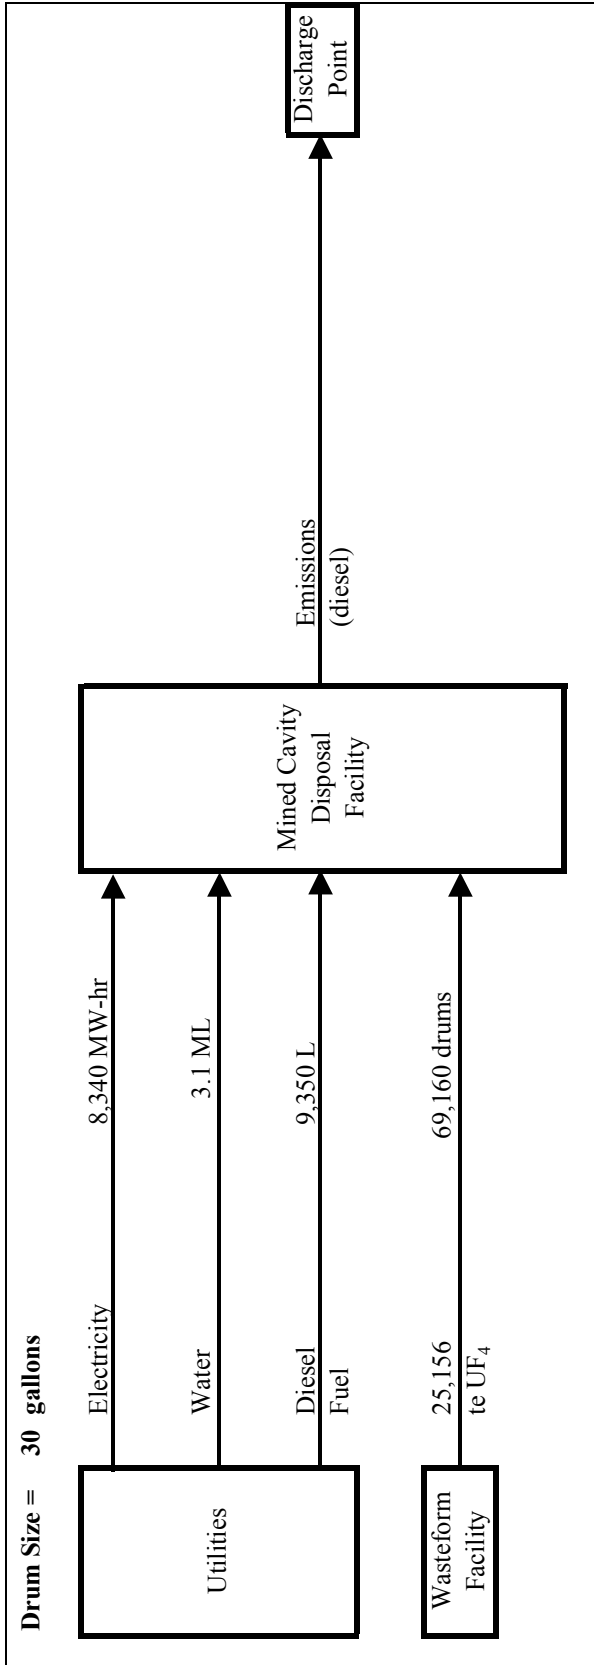 Drum Size = 30 gallons
Utilities
Electricity
8,340 MW-hr
Water
3.1 ML
Diesel
Fuel
9,350 L
Wasteform
Facility
25,156
te UF₄
69,160 drums
Mined Cavity
Disposal
Facility
Emissions
(diesel)
Discharge
Point